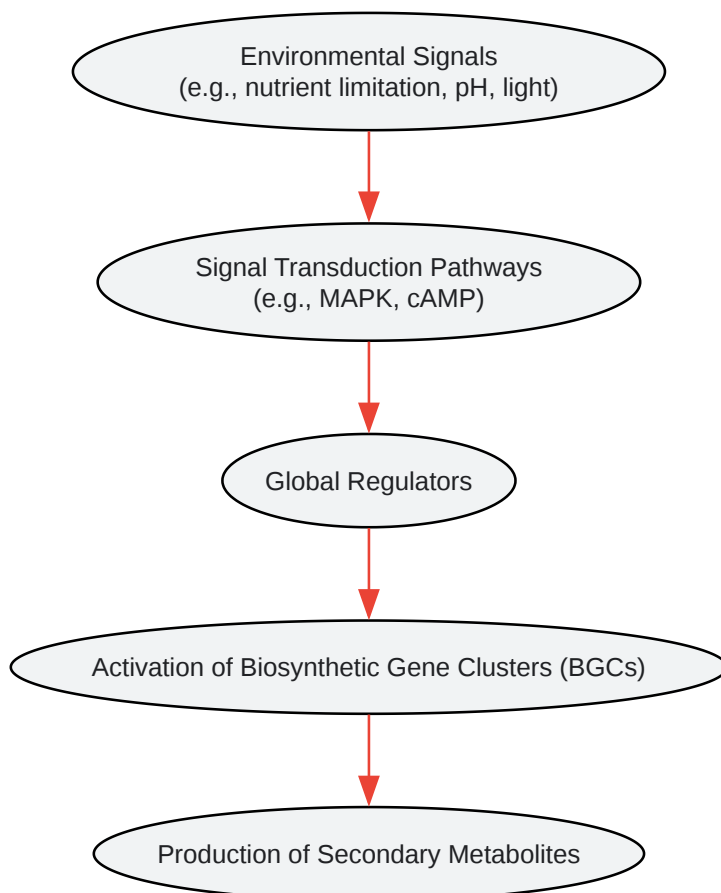 Environmental Signals
(e.g., nutrient limitation, pH, light)
Signal Transduction Pathways
(e.g., MAPK, cAMP)
Global Regulators
Activation of Biosynthetic Gene Clusters (BGCs)
Production of Secondary Metabolites